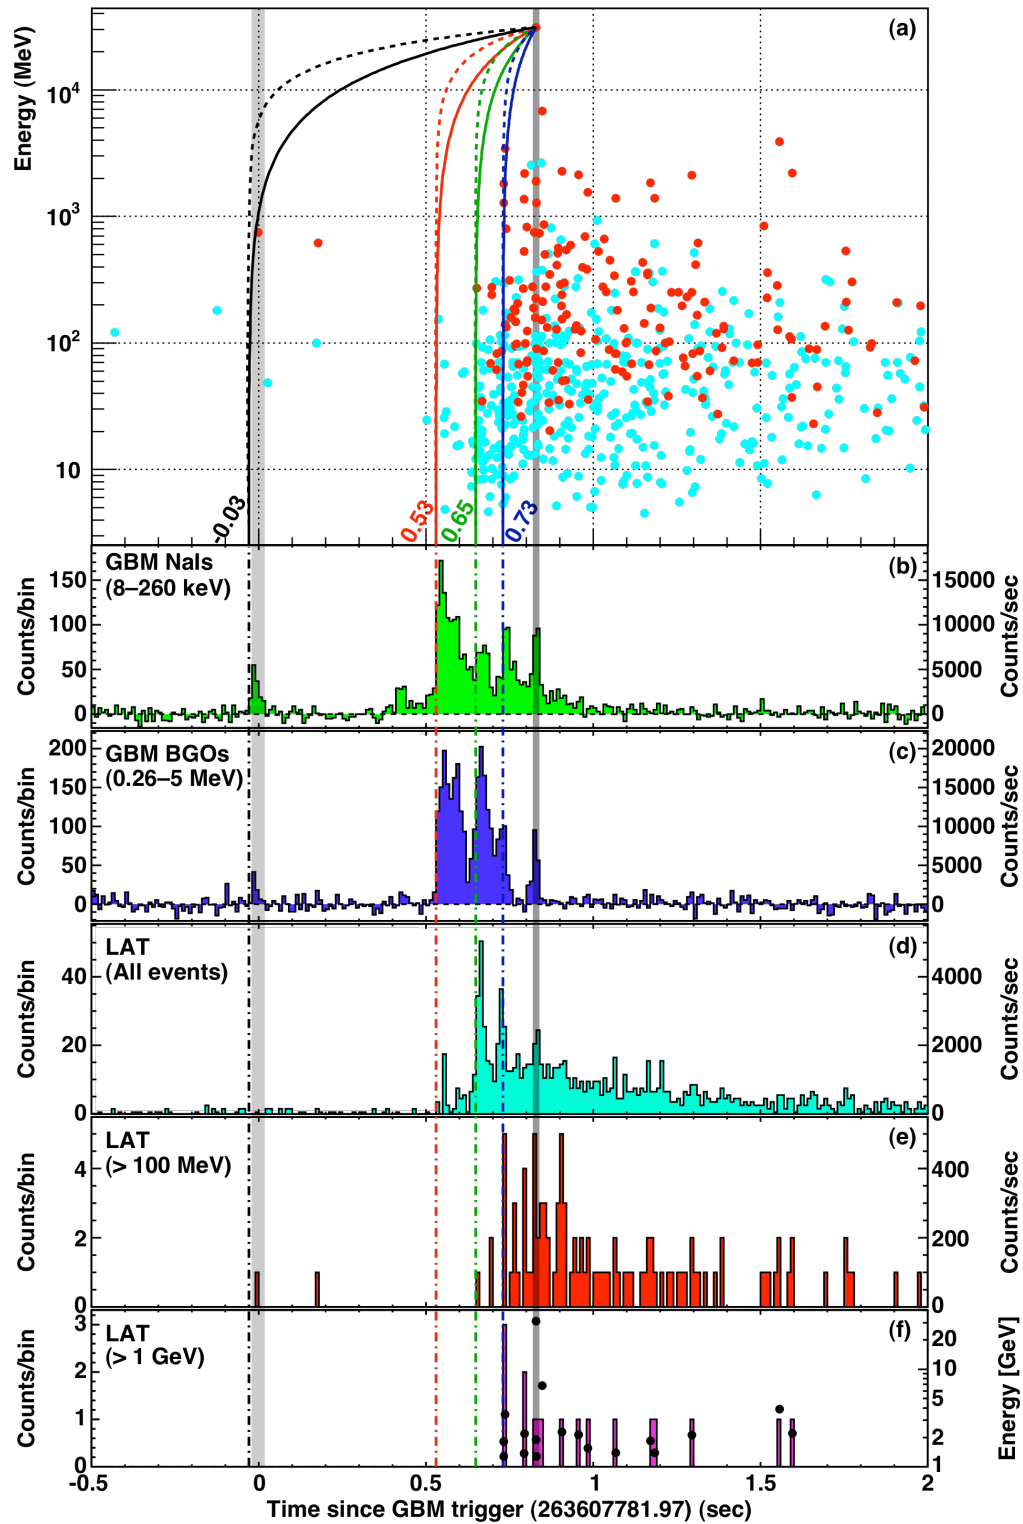 (a)
Energy (MeV)
10⁴
10³
10²
10
-0.03
0.53
0.65
0.73
GBM NaIs
(8–260 keV)
(b)
Counts/bin
150
100
50
0
15000
10000
5000
0
Counts/sec
GBM BGOs
(0.26–5 MeV)
(c)
Counts/bin
200
150
100
50
0
20000
15000
10000
5000
0
Counts/sec
LAT
(All events)
(d)
Counts/bin
40
20
0
4000
2000
0
Counts/sec
LAT
(> 100 MeV)
(e)
Counts/bin
4
2
0
400
200
0
Counts/sec
LAT
(> 1 GeV)
(f)
Counts/bin
3
2
1
0
20
10
5
2
1
Energy [GeV]
-0.5 0 0.5 1 1.5 2
Time since GBM trigger (263607781.97) (sec)